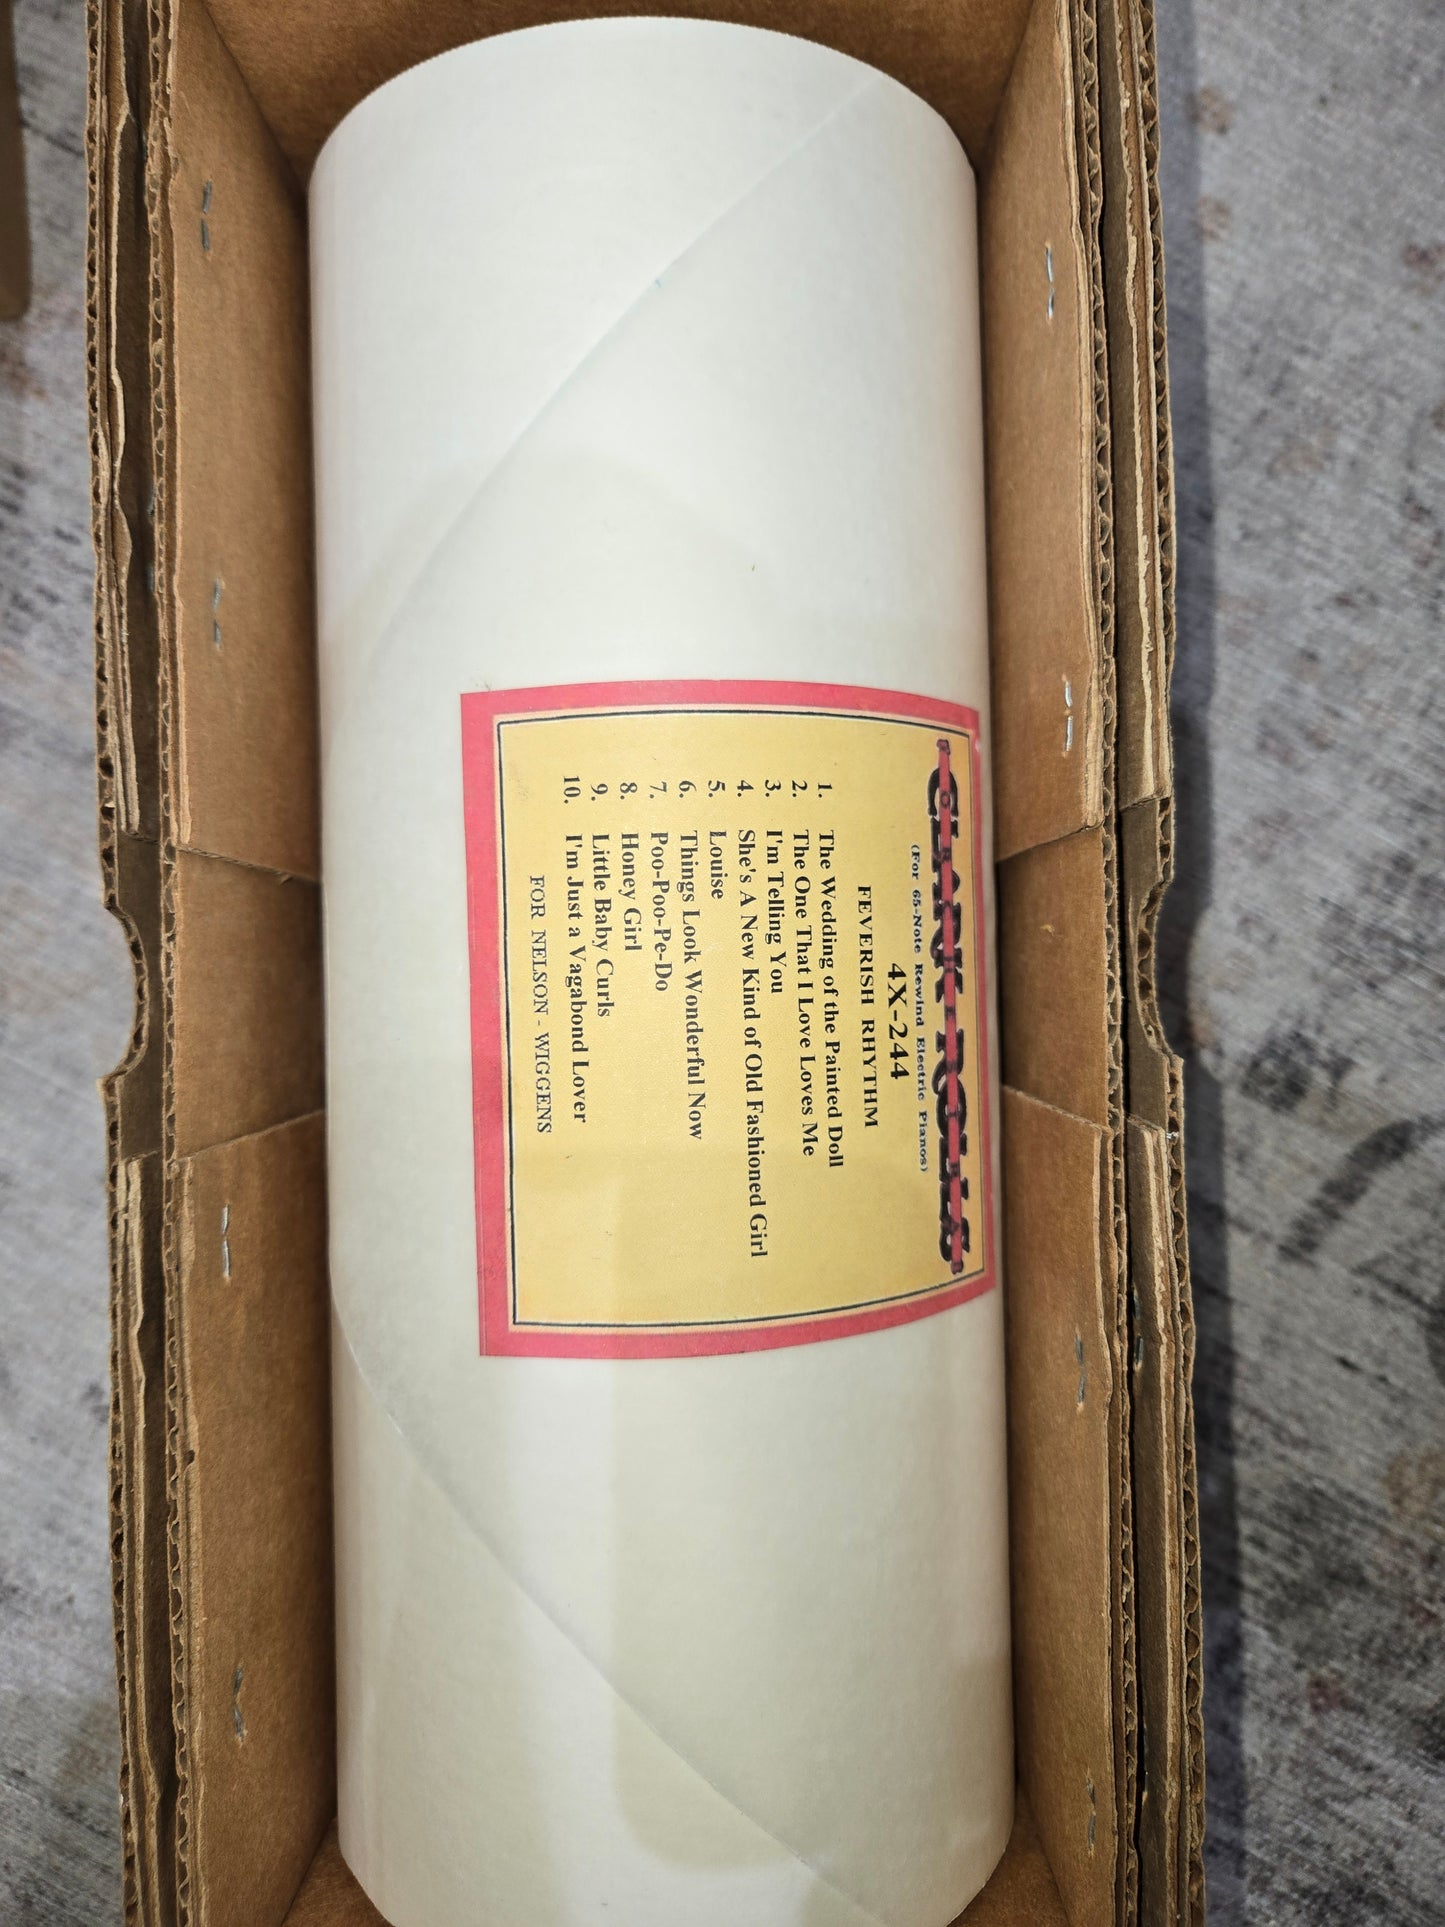 CLARK ROLLS
(For 65-Note Rewind Electric Pianos)
4X-244
FEVERISH RHYTHM
1. The Wedding of the Painted Doll
2. The One That I Love Loves Me
3. I'm Telling You
4. She's A New Kind of Old Fashioned Girl
5. Louise
6. Things Look Wonderful Now
7. Poo-Poo-Pe-Do
8. Honey Girl
9. Little Baby Curls
10. I'm Just a Vagabond Lover
FOR NELSON - WIGGENS